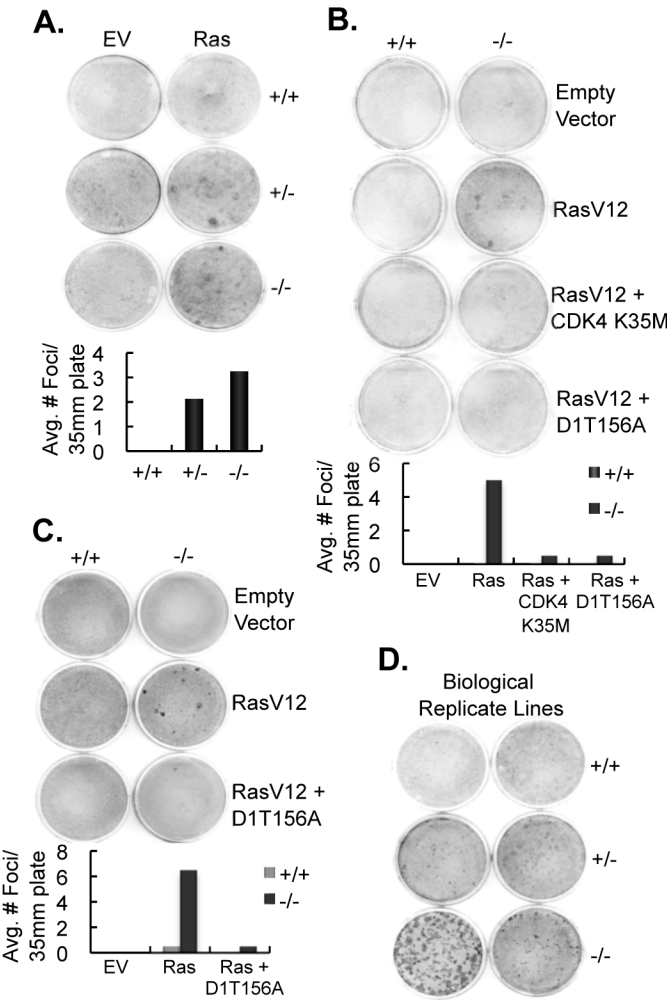 A.
EV Ras
+/+
+/-
-/-
Avg. # Foci/
35mm plate
4
3
2
1
0
+/+ +/- -/-
B.
+/+ -/-
Empty
Vector
RasV12
RasV12 +
CDK4 K35M
RasV12 +
D1T156A
Avg. # Foci/
35mm plate
6
4
2
0
+/+
-/-
EV Ras Ras + Ras +
CDK4 D1T156A
K35M
C.
+/+ -/-
Empty
Vector
RasV12
RasV12 +
D1T156A
Avg. # Foci/
35mm plate
8
6
4
2
0
+/+
-/-
EV Ras Ras +
D1T156A
D.
Biological
Replicate Lines
+/+
+/-
-/-